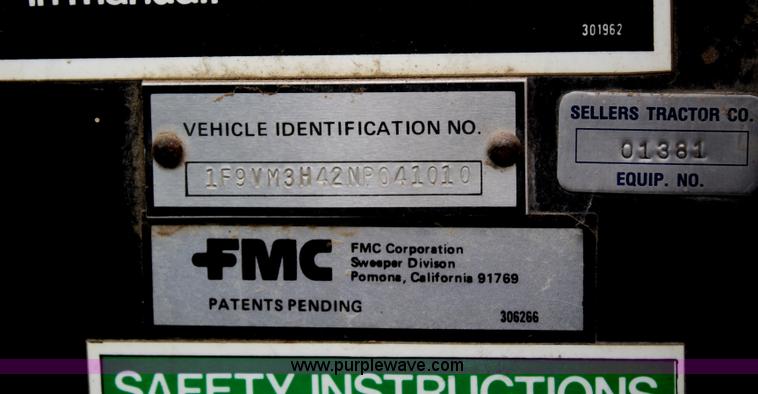 301962
VEHICLE IDENTIFICATION NO.
1F9VM3H42NP041010
SELLERS TRACTOR CO.
01381
EQUIP. NO.
FMC
FMC Corporation
Sweeper Divison
Pomona, California 91769
PATENTS PENDING
306266
www.purplewave.com
SAFETY INSTRUCTIONS